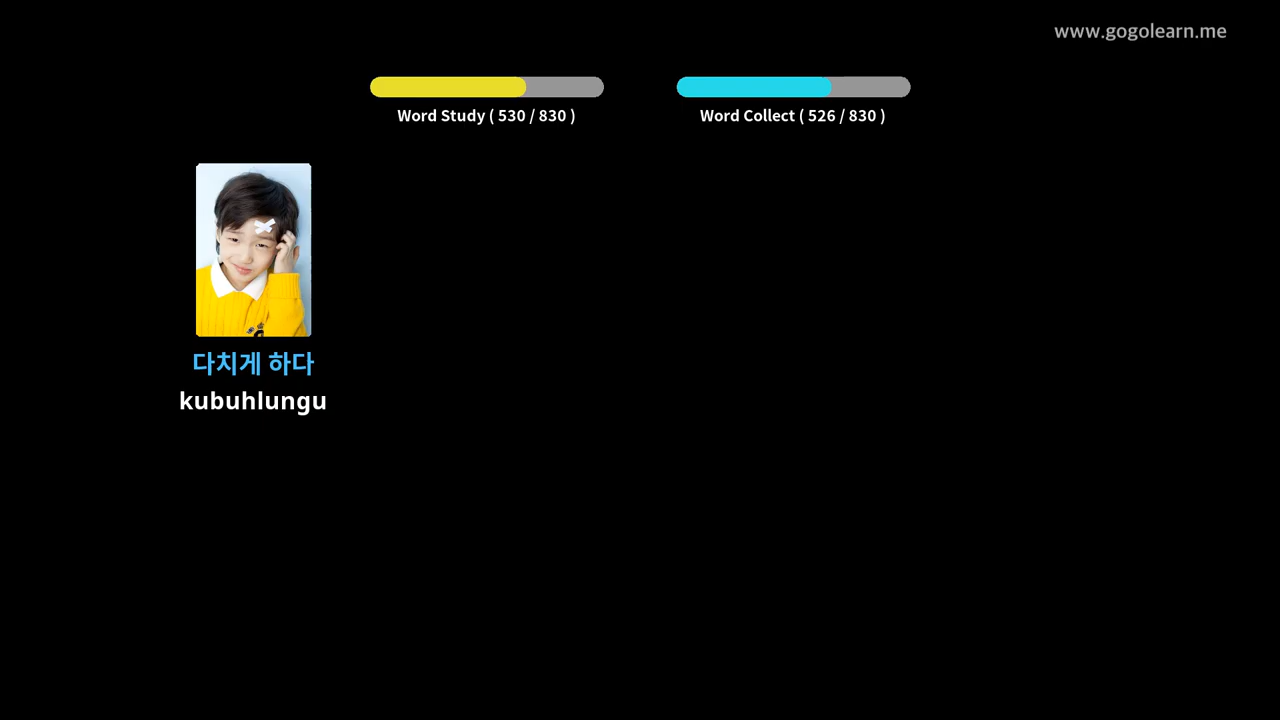 www.gogolearn.me
Word Study ( 530 / 830 )
Word Collect ( 526 / 830 )
다치게 하다
kubuhlungu